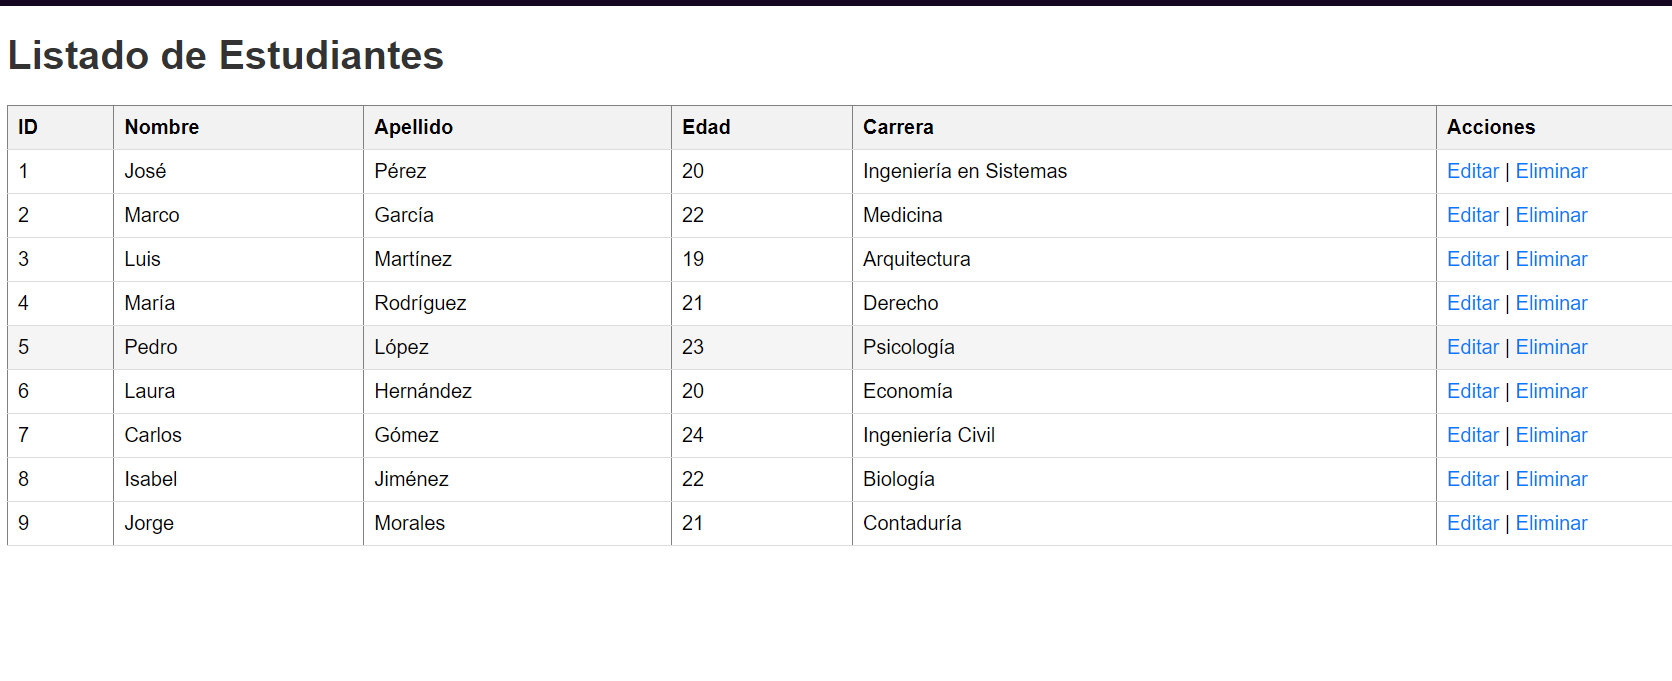 Listado de Estudiantes
ID Nombre Apellido Edad Carrera Acciones
1 José Pérez 20 Ingeniería en Sistemas Editar | Eliminar
2 Marco García 22 Medicina Editar | Eliminar
3 Luis Martínez 19 Arquitectura Editar | Eliminar
4 María Rodríguez 21 Derecho Editar | Eliminar
5 Pedro López 23 Psicología Editar | Eliminar
6 Laura Hernández 20 Economía Editar | Eliminar
7 Carlos Gómez 24 Ingeniería Civil Editar | Eliminar
8 Isabel Jiménez 22 Biología Editar | Eliminar
9 Jorge Morales 21 Contaduría Editar | Eliminar